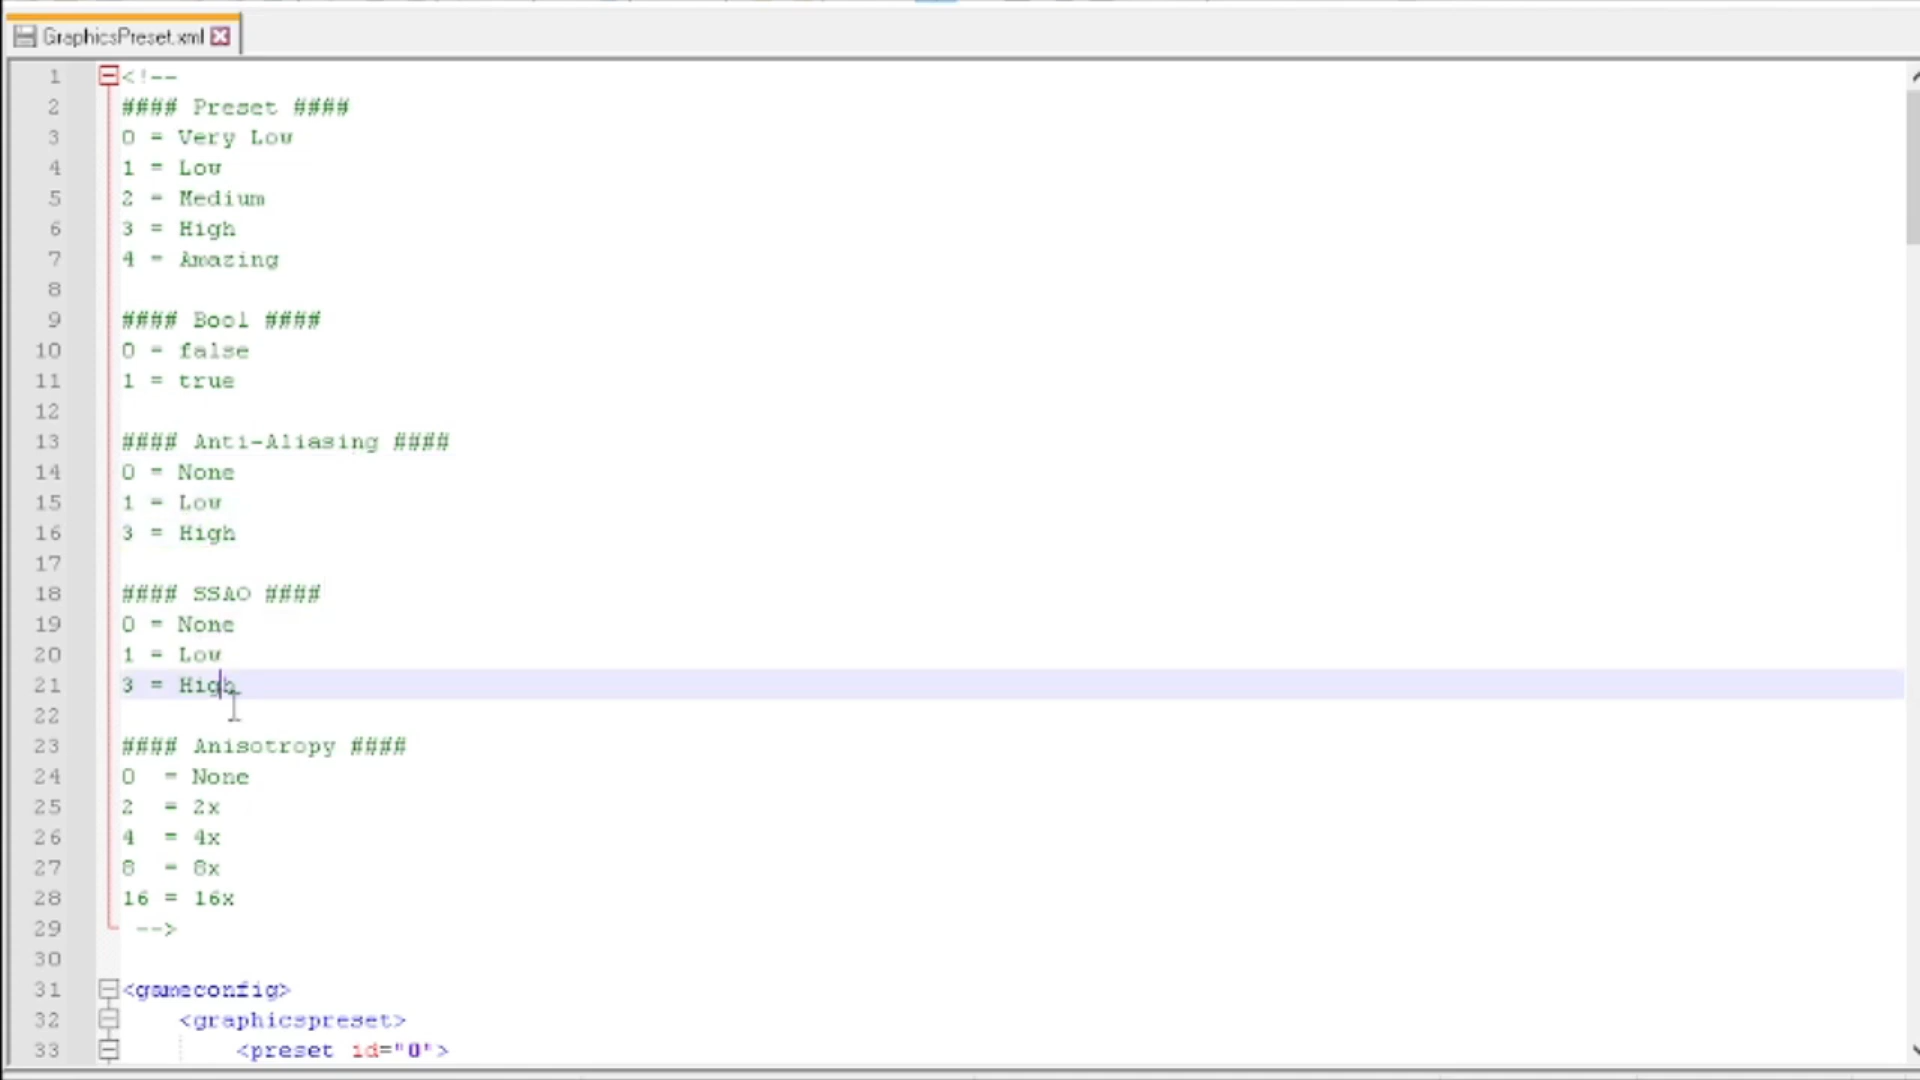 GraphicsPreset.xml
1 <!--
2 #### Preset ####
3 0 = Very Low
4 1 = Low
5 2 = Medium
6 3 = High
7 4 = Amazing
8
9 #### Bool ####
10 0 = false
11 1 = true
12
13 #### Anti-Aliasing ####
14 0 = None
15 1 = Low
16 3 = High
17
18 #### SSAO ####
19 0 = None
20 1 = Low
21 3 = High
22
23 #### Anisotropy ####
24 0 = None
25 2 = 2x
26 4 = 4x
27 8 = 8x
28 16 = 16x
29 -->
30
31 <gameconfig>
32 <graphicspreset>
33 <preset id="0">